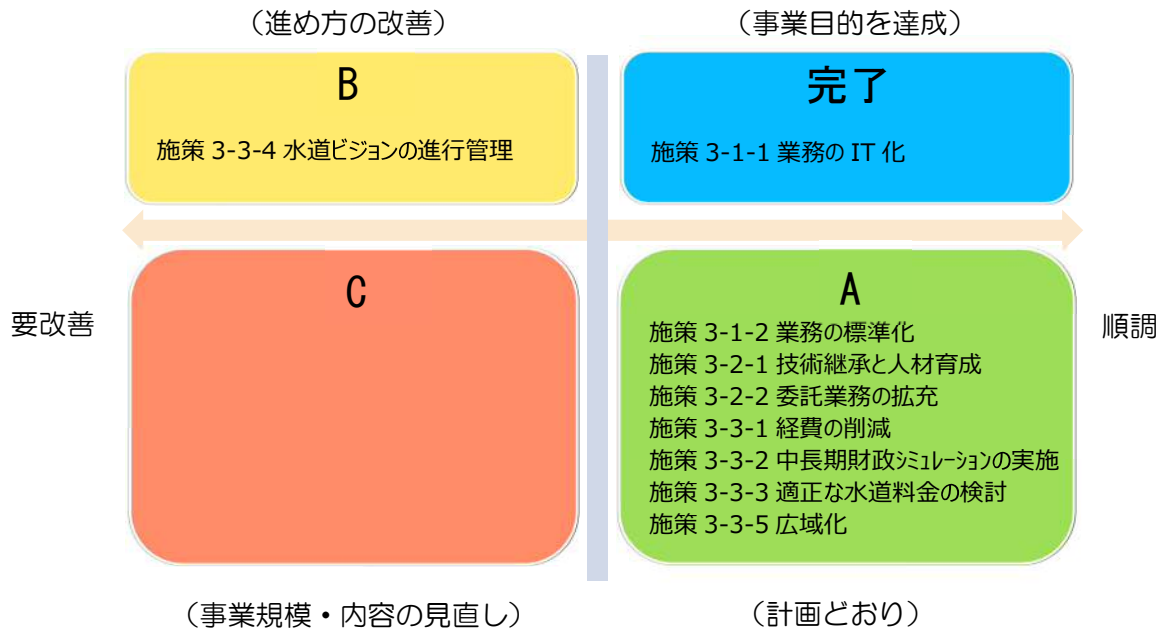 （進め方の改善）
（事業目的を達成）
B
施策 3-3-4 水道ビジョンの進行管理
完了
施策 3-1-1 業務の IT 化
要改善
順調
C
A
施策 3-1-2 業務の標準化
施策 3-2-1 技術継承と人材育成
施策 3-2-2 委託業務の拡充
施策 3-3-1 経費の削減
施策 3-3-2 中長期財政ｼﾐｭﾚｰｼｮﾝの実施
施策 3-3-3 適正な水道料金の検討
施策 3-3-5 広域化
（事業規模・内容の見直し）
（計画どおり）